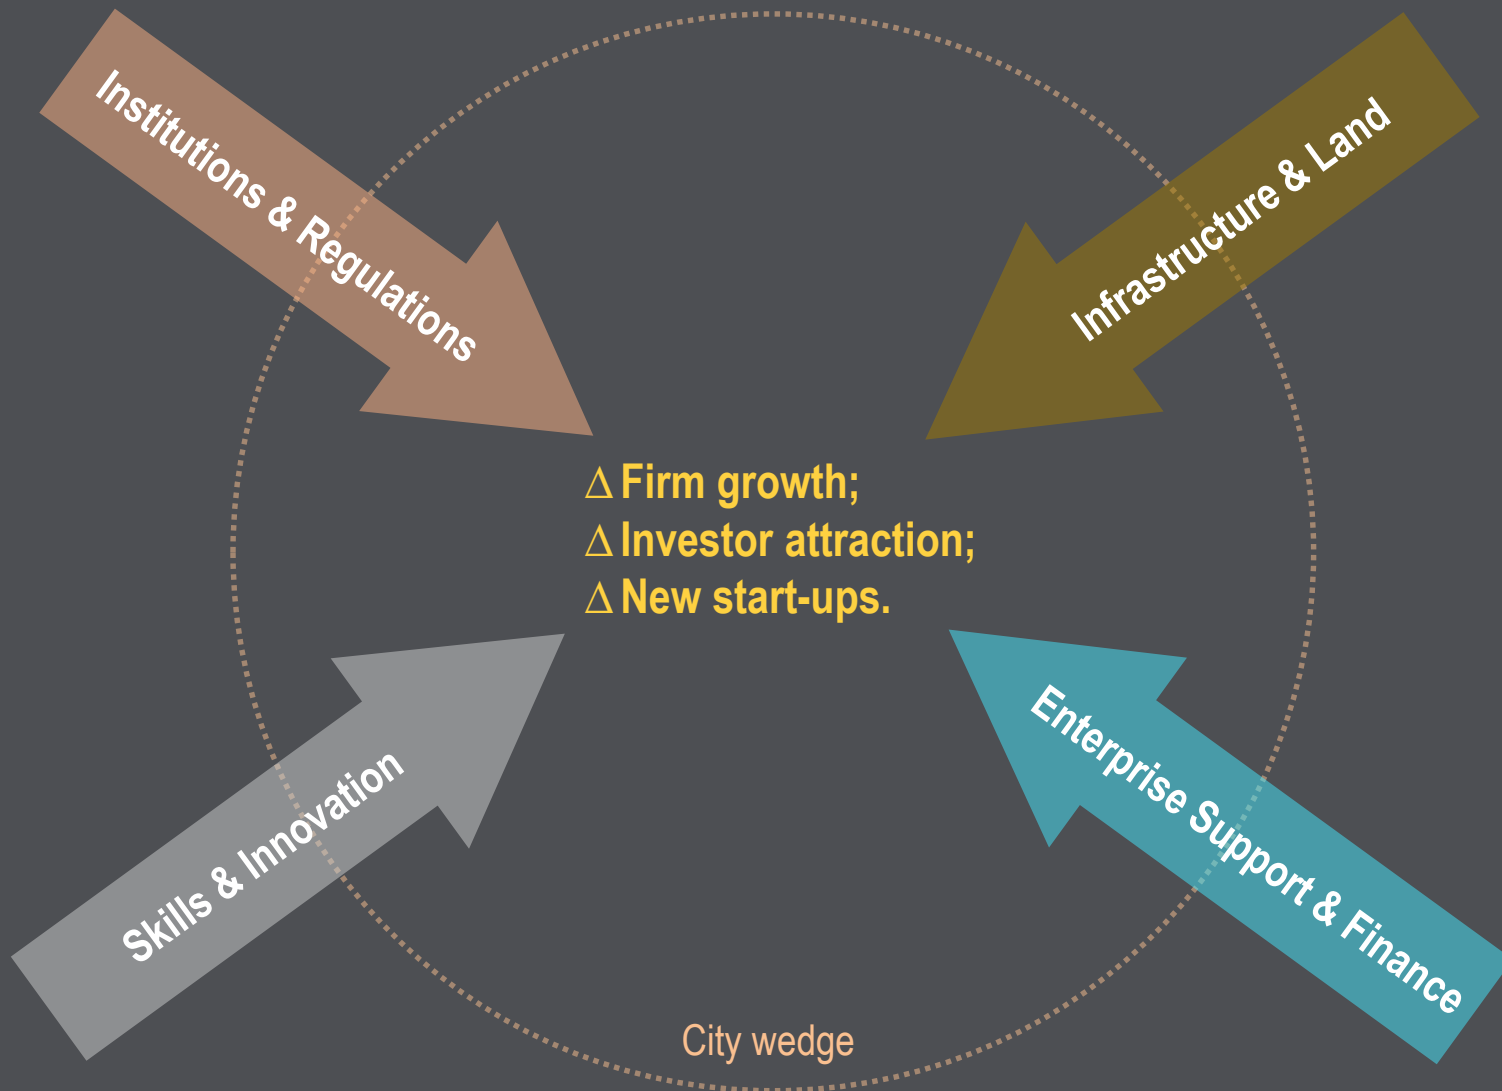 Institutions & Regulations
Infrastructure & Land
Δ Firm growth;
Δ Investor attraction;
Δ New start-ups.
Skills & Innovation
Enterprise Support & Finance
City wedge